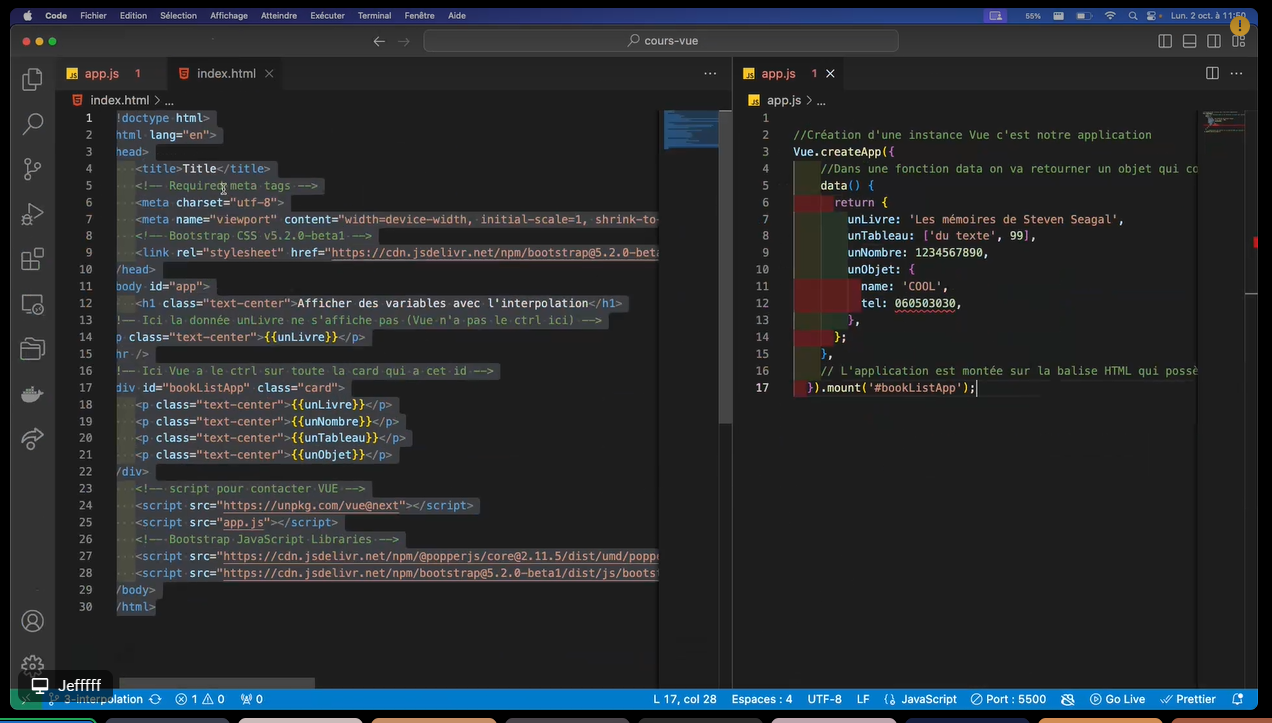 Code Fichier Edition Sélection Affichage Atteindre Exécuter Terminal Fenêtre Aide 55% Lun. 2 oct. à 11:50
cours-vue
app.js 1 index.html
index.html > ...
1 !doctype html>
2 html lang="en">
3 head>
4 <title>Title</title>
5 <!-- Required meta tags -->
6 <meta charset="utf-8">
7 <meta name="viewport" content="width=device-width, initial-scale=1, shrink-to-
8 <!-- Bootstrap CSS v5.2.0-beta1 -->
9 <link rel="stylesheet" href="https://cdn.jsdelivr.net/npm/bootstrap@5.2.0-beta
10 /head>
11 body id="app">
12 <h1 class="text-center">Afficher des variables avec l'interpolation</h1>
13 !-- Ici la donnée unLivre ne s'affiche pas (Vue n'a pas le ctrl ici) -->
14 p class="text-center">{{unLivre}}</p>
15 hr />
16 !-- Ici Vue a le ctrl sur toute la card qui a cet id -->
17 div id="bookListApp" class="card">
18 <p class="text-center">{{unLivre}}</p>
19 <p class="text-center">{{unNombre}}</p>
20 <p class="text-center">{{unTableau}}</p>
21 <p class="text-center">{{unObjet}}</p>
22 /div>
23 <!-- script pour contacter VUE -->
24 <script src="https://unpkg.com/vue@next"></script>
25 <script src="app.js"></script>
26 <!-- Bootstrap JavaScript Libraries -->
27 <script src="https://cdn.jsdelivr.net/npm/@popperjs/core@2.11.5/dist/umd/poppe
28 <script src="https://cdn.jsdelivr.net/npm/bootstrap@5.2.0-beta1/dist/js/boots
29 /body>
30 /html>
app.js 1
app.js > ...
1
2 //Création d'une instance Vue c'est notre application
3 Vue.createApp({
4 //Dans une fonction data on va retourner un objet qui co
5 data() {
6 return {
7 unLivre: 'Les mémoires de Steven Seagal',
8 unTableau: ['du texte', 99],
9 unNombre: 1234567890,
10 unObjet: {
11 name: 'COOL',
12 tel: 060503030,
13 },
14 };
15 },
16 // L'application est montée sur la balise HTML qui possè
17 }).mount('#bookListApp');
Jefffff
3-interpolation 1 0 0 L 17, col 28 Espaces : 4 UTF-8 LF {} JavaScript Port : 5500 Go Live Prettier